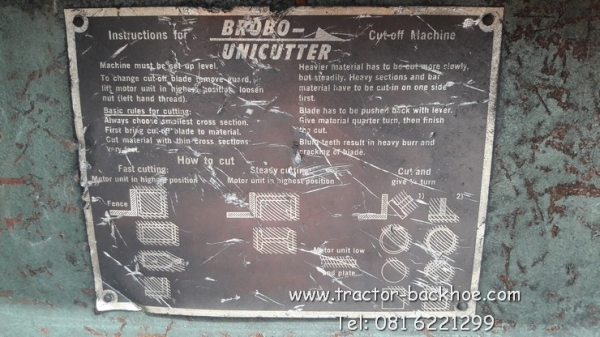 Instructions for
BROBO-
UNICUTTER
Cut-off Machine
Machine must be set up level.
To change cut-off blade remove guard,
lift motor unit in highest position, loosen
nut (left hand thread).
Basic rules for cutting:
Always choose smallest cross section.
First bring cut-off blade to material.
Cut material with thin cross sections
very
Heavier material has to be cut more slowly,
but steadily. Heavy sections and bar
material have to be cut-in on one side
first.
Blade has to be pushed back with lever.
Give material quarter turn, then finish
the cut.
Blunt teeth result in heavy burr and
cracking of blade.
How to cut
Fast cutting:
Motor unit in highest position
Fence
Steady cutting:
Motor unit in highest position
Motor unit low
end plate
Cut and
give ¼ turn
1)
2)
www.tractor-backhoe.com
Tel: 081 6221299